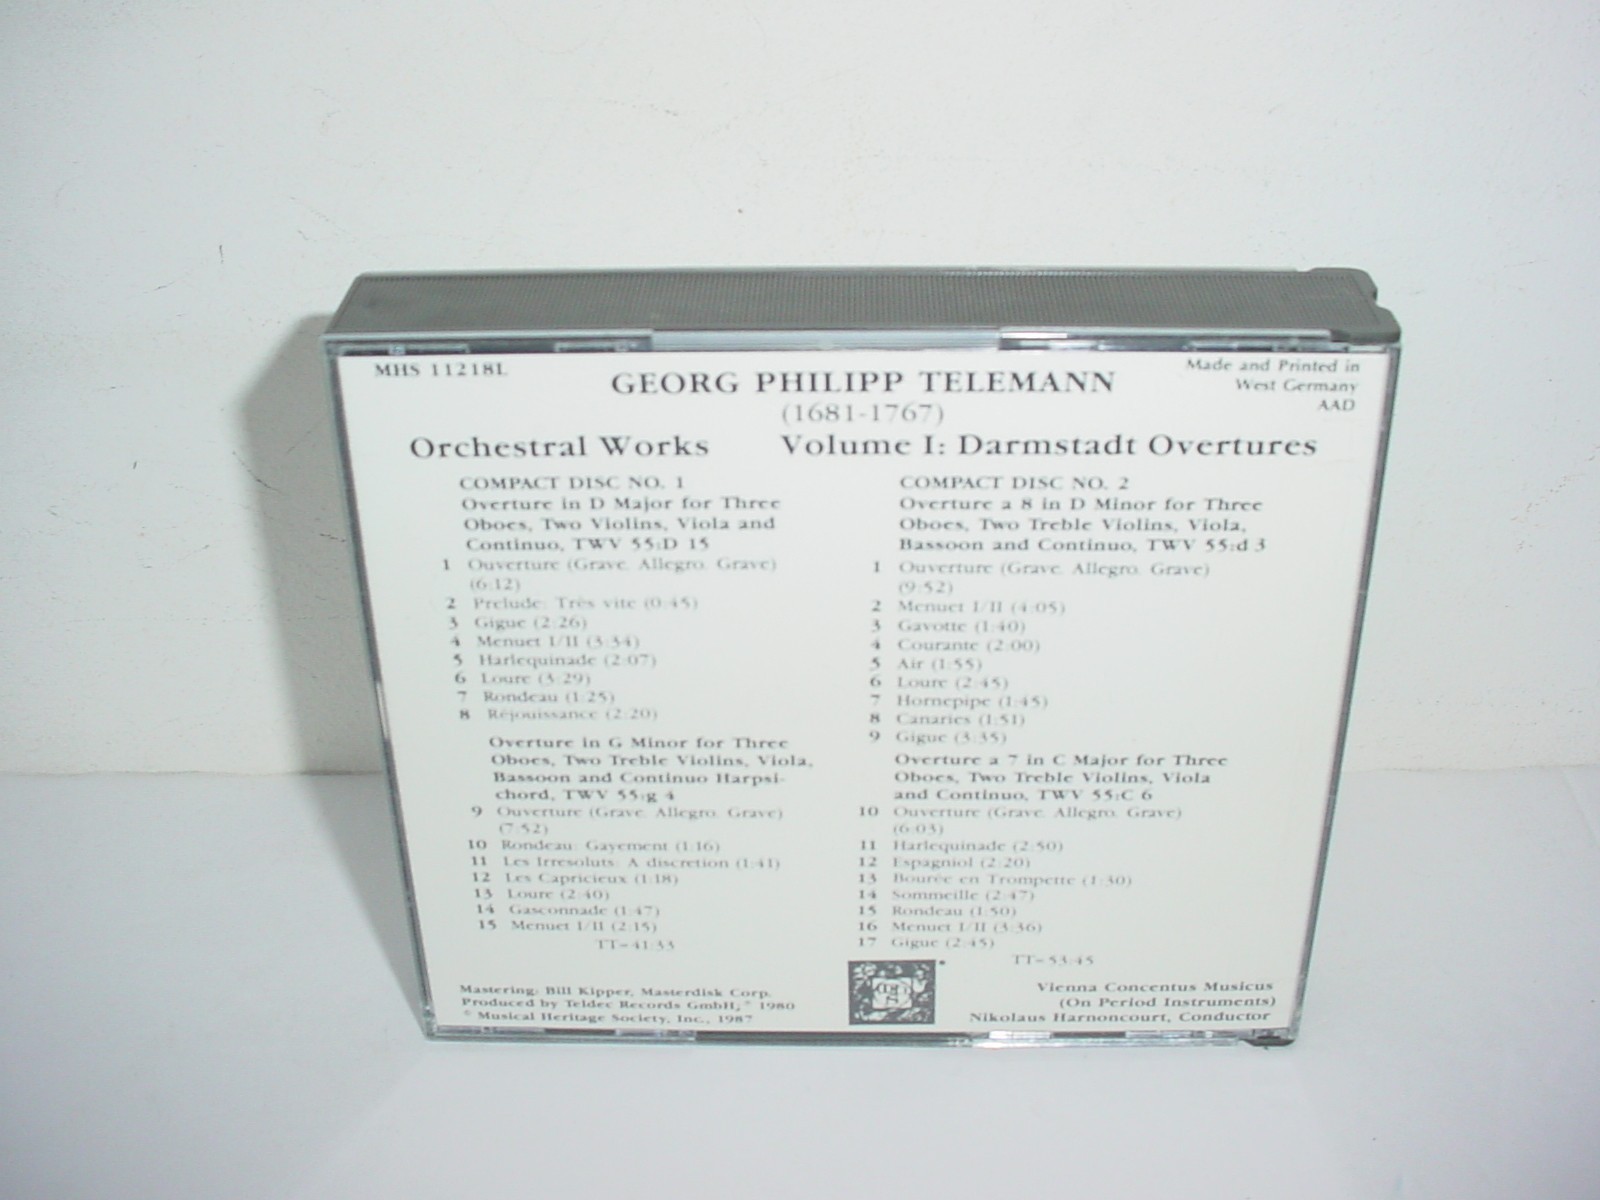 MHS 11218L
Made and Printed in
West Germany
AAD
GEORG PHILIPP TELEMANN
(1681-1767)
Orchestral Works Volume I: Darmstadt Overtures
COMPACT DISC NO. 1
Overture in D Major for Three
Oboes, Two Violins, Viola and
Continuo, TWV 55:D 15
1 Ouverture (Grave. Allegro. Grave)
(6:12)
2 Prelude: Très vite (0:45)
3 Gigue (2:26)
4 Menuet I/II (3:34)
5 Harlequinade (2:07)
6 Loure (3:29)
7 Rondeau (1:25)
8 Réjouissance (2:20)
Overture in G Minor for Three
Oboes, Two Treble Violins, Viola,
Bassoon and Continuo Harpsi-
chord, TWV 55:g 4
9 Ouverture (Grave. Allegro. Grave)
(7:52)
10 Rondeau: Gayement (1:16)
11 Les Irresoluts: A discretion (1:41)
12 Les Capricieux (1:18)
13 Loure (2:40)
14 Gasconnade (1:47)
15 Menuet I/II (2:15)
TT=41:33
COMPACT DISC NO. 2
Overture a 8 in D Minor for Three
Oboes, Two Treble Violins, Viola,
Bassoon and Continuo, TWV 55:d 3
1 Ouverture (Grave. Allegro. Grave)
(9:52)
2 Menuet I/II (4:05)
3 Gavotte (1:40)
4 Courante (2:00)
5 Air (1:55)
6 Loure (2:45)
7 Hornepipe (1:45)
8 Canaries (1:51)
9 Gigue (3:35)
Overture a 7 in C Major for Three
Oboes, Two Treble Violins, Viola
and Continuo, TWV 55:C 6
10 Ouverture (Grave. Allegro. Grave)
(6:03)
11 Harlequinade (2:50)
12 Espagniol (2:20)
13 Bourée en Trompette (1:30)
14 Sommeille (2:47)
15 Rondeau (1:50)
16 Menuet I/II (3:36)
17 Gigue (2:45)
TT=53:45
Mastering: Bill Kipper, Masterdisk Corp.
Produced by Teldec Records GmbH; ℗ 1980
© Musical Heritage Society, Inc., 1987
Vienna Concentus Musicus
(On Period Instruments)
Nikolaus Harnoncourt, Conductor